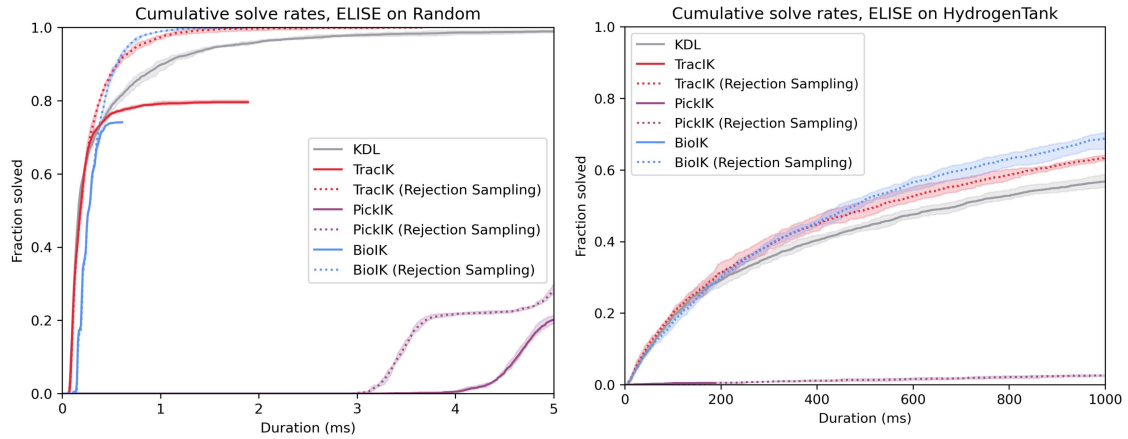 Cumulative solve rates, ELISE on Random
1.0
0.8
0.6
0.4
0.2
0.0
Fraction solved
0
1
2
3
4
5
Duration (ms)
KDL
TracIK
TracIK (Rejection Sampling)
PickIK
PickIK (Rejection Sampling)
BioIK
BioIK (Rejection Sampling)
Cumulative solve rates, ELISE on HydrogenTank
1.0
0.8
0.6
0.4
0.2
0.0
Fraction solved
0
200
400
600
800
1000
Duration (ms)
KDL
TracIK
TracIK (Rejection Sampling)
PickIK
PickIK (Rejection Sampling)
BioIK
BioIK (Rejection Sampling)